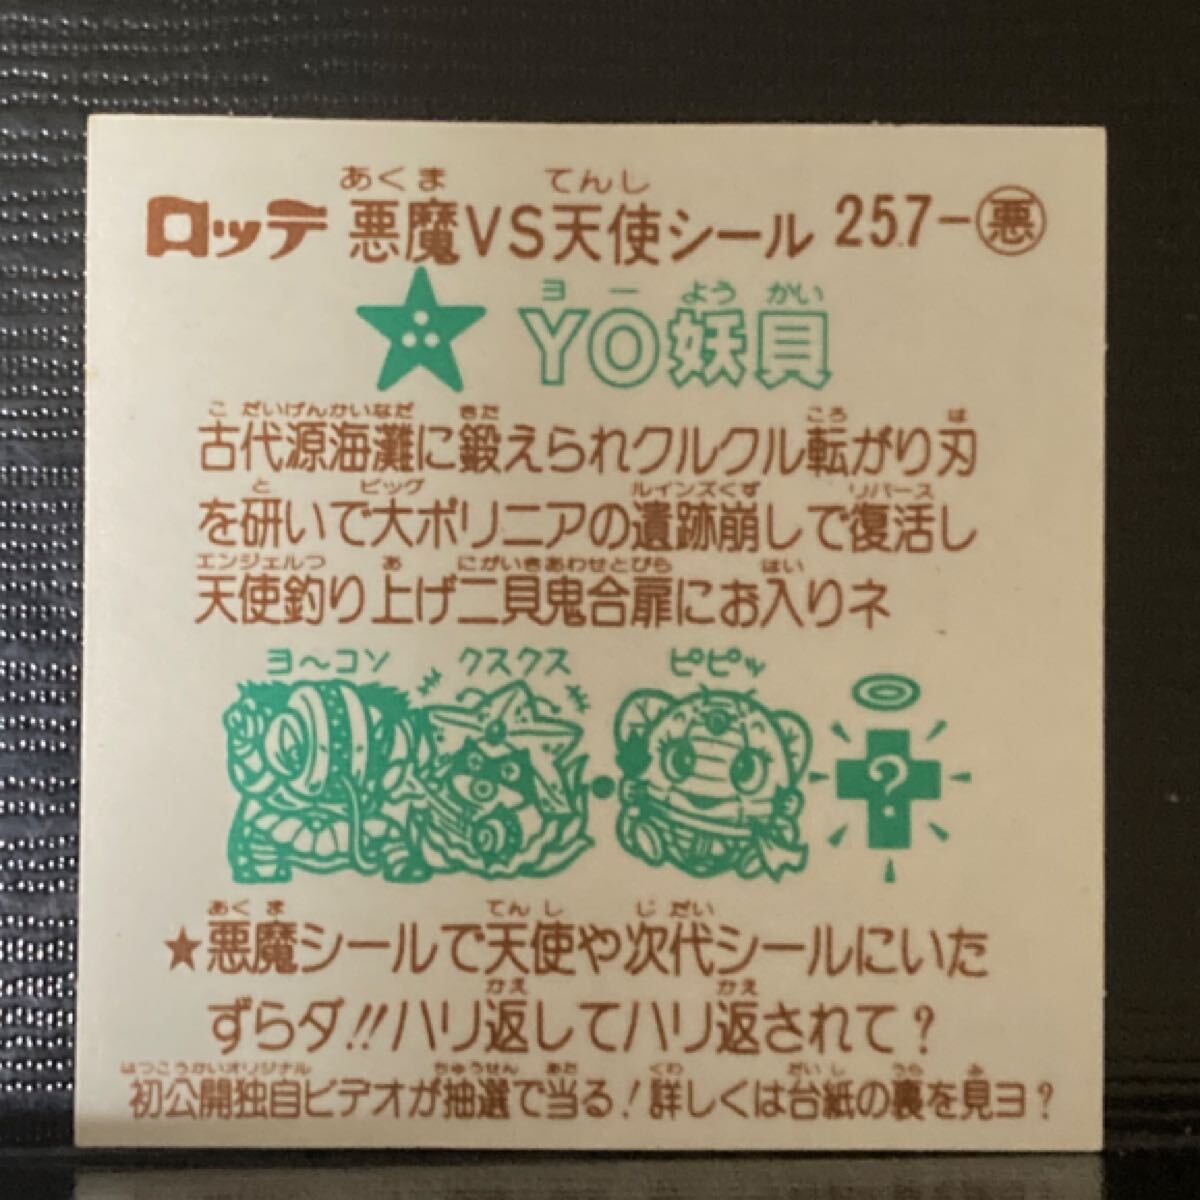 あくま てんし
ロッテ 悪魔VS天使シール 257-悪
ヨー よう かい
YO妖貝
こ だいげんかいなだ きた ころ は
古代源海灘に鍛えられクルクル転がり刃
と ビッグ ルインズくず リバース
を研いで大ポリニアの遺跡崩しで復活し
エンジェルつ あ にがいきあわせとびら はい
天使釣り上げ二貝鬼合扉にお入りネ
ヨ〜コソ クスクス ピピッ
?
あく ま てん し じ だい
★悪魔シールで天使や次代シールにいた
かえ かえ
ずらダ!!ハリ返してハリ返されて?
はつこうかいオリジナル ちゅうせん あた くわ だい し うら み
初公開独自ビデオが抽選で当る!詳しくは台紙の裏を見ヨ?